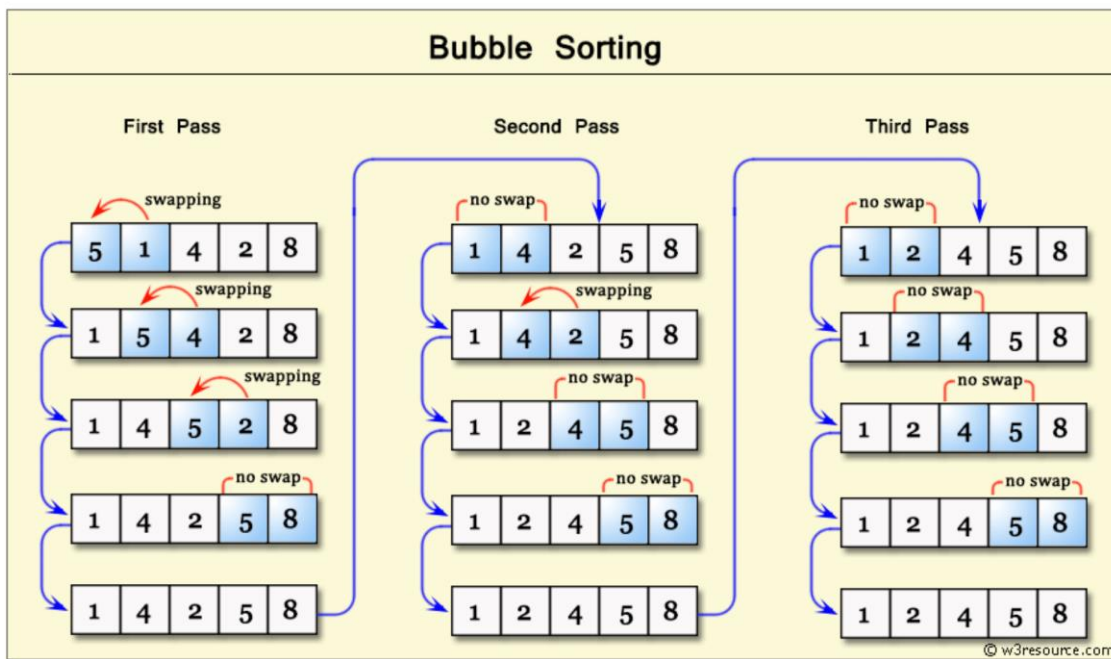 Bubble Sorting
First Pass
swapping
5 1 4 2 8
swapping
1 5 4 2 8
swapping
1 4 5 2 8
no swap
1 4 2 5 8
1 4 2 5 8
Second Pass
no swap
1 4 2 5 8
swapping
1 4 2 5 8
no swap
1 2 4 5 8
no swap
1 2 4 5 8
1 2 4 5 8
Third Pass
no swap
1 2 4 5 8
no swap
1 2 4 5 8
no swap
1 2 4 5 8
no swap
1 2 4 5 8
1 2 4 5 8
© w3resource.com